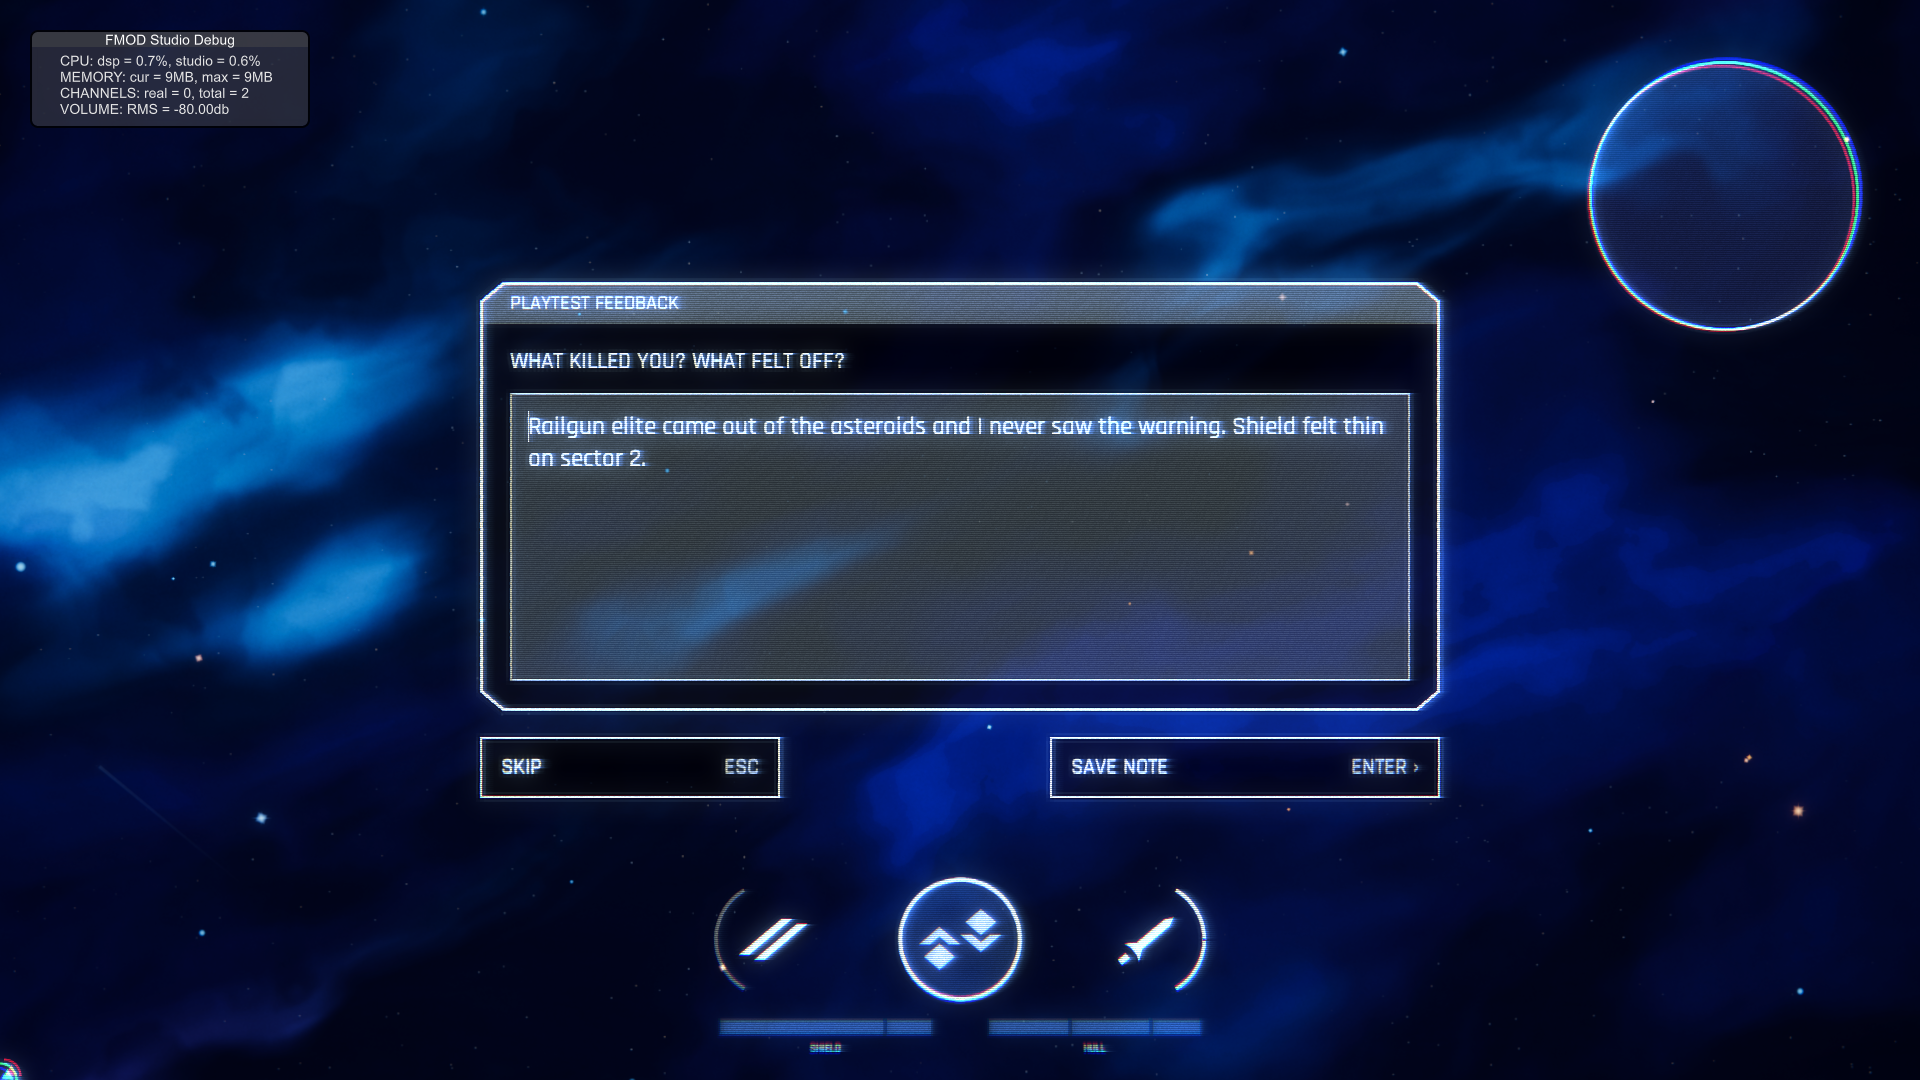 FMOD Studio Debug
CPU: dsp = 0.7%, studio = 0.6%
MEMORY: cur = 9MB, max = 9MB
CHANNELS: real = 0, total = 2
VOLUME: RMS = -80.00db
PLAYTEST FEEDBACK
WHAT KILLED YOU? WHAT FELT OFF?
Railgun elite came out of the asteroids and I never saw the warning. Shield felt thin
on sector 2.
SKIP ESC
SAVE NOTE ENTER ›
SHIELD
HULL